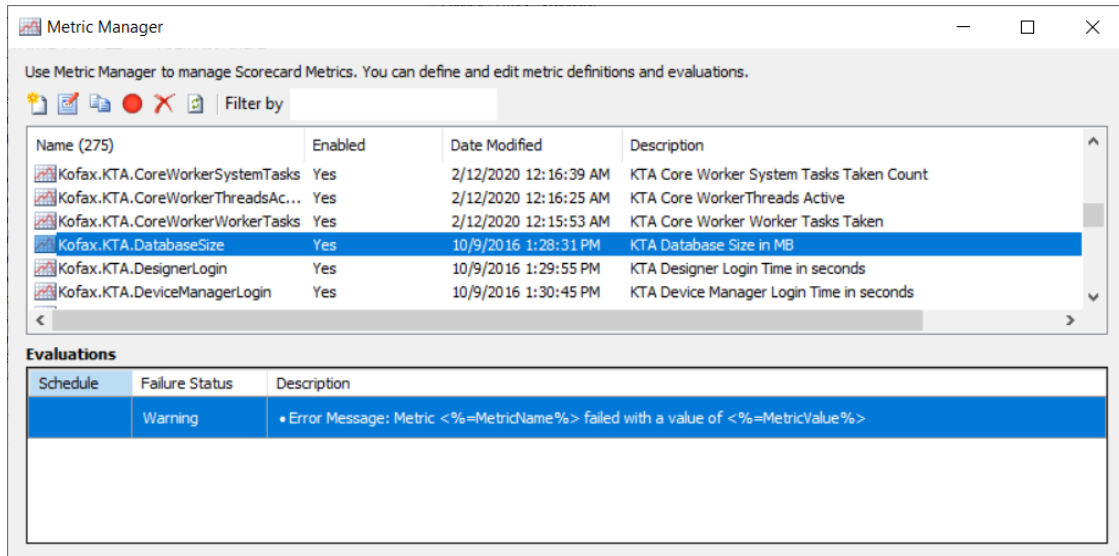 Metric Manager
Use Metric Manager to manage Scorecard Metrics. You can define and edit metric definitions and evaluations.
Filter by
Name (275) Enabled Date Modified Description
Kofax.KTA.CoreWorkerSystemTasks Yes 2/12/2020 12:16:39 AM KTA Core Worker System Tasks Taken Count
Kofax.KTA.CoreWorkerThreadsAc... Yes 2/12/2020 12:16:25 AM KTA Core WorkerThreads Active
Kofax.KTA.CoreWorkerWorkerTasks Yes 2/12/2020 12:15:53 AM KTA Core Worker Worker Tasks Taken
Kofax.KTA.DatabaseSize Yes 10/9/2016 1:28:31 PM KTA Database Size in MB
Kofax.KTA.DesignerLogin Yes 10/9/2016 1:29:55 PM KTA Designer Login Time in seconds
Kofax.KTA.DeviceManagerLogin Yes 10/9/2016 1:30:45 PM KTA Device Manager Login Time in seconds
Evaluations
Schedule Failure Status Description
Warning • Error Message: Metric <%=MetricName%> failed with a value of <%=MetricValue%>